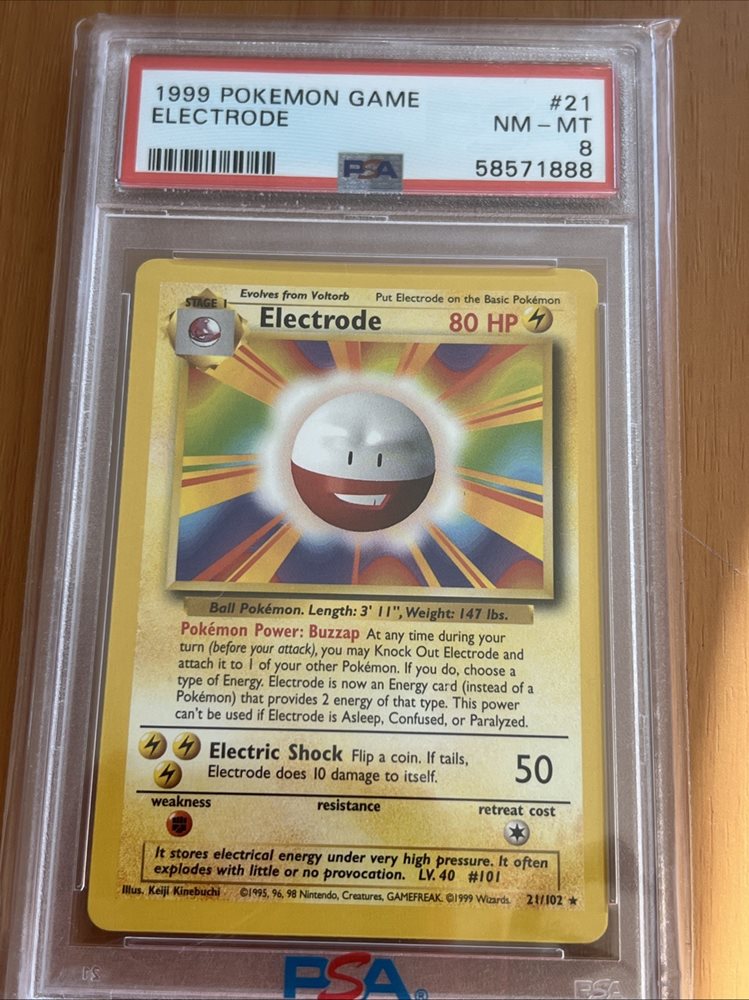 1999 POKEMON GAME #21
ELECTRODE NM - MT
8
PSA 58571888
STAGE 1 Evolves from Voltorb Put Electrode on the Basic Pokémon
Electrode 80 HP
Ball Pokémon. Length: 3' 11", Weight: 147 lbs.
Pokémon Power: Buzzap At any time during your
turn (before your attack), you may Knock Out Electrode and
attach it to 1 of your other Pokémon. If you do, choose a
type of Energy. Electrode is now an Energy card (instead of a
Pokémon) that provides 2 energy of that type. This power
can't be used if Electrode is Asleep, Confused, or Paralyzed.
Electric Shock Flip a coin. If tails,
Electrode does 10 damage to itself. 50
weakness resistance retreat cost
It stores electrical energy under very high pressure. It often
explodes with little or no provocation. LV. 40 #101
Illus. Keiji Kinebuchi ©1995, 96, 98 Nintendo, Creatures, GAMEFREAK. ©1999 Wizards. 21/102 ★
PSA®